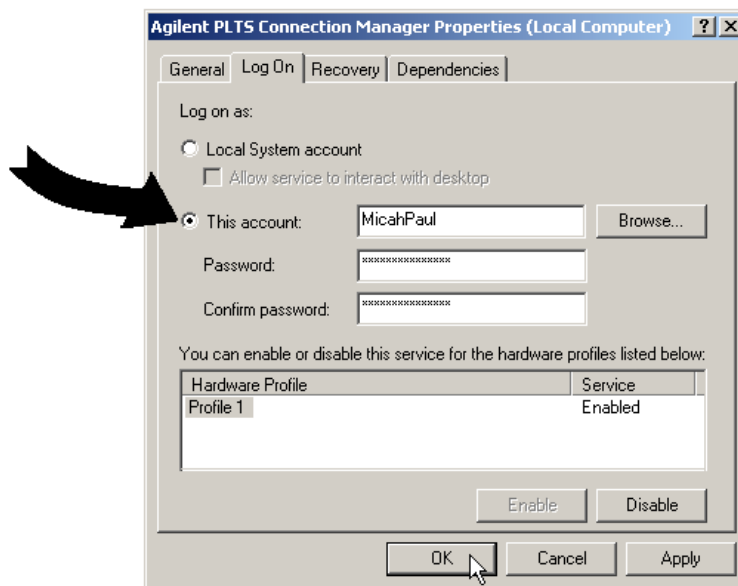 Agilent PLTS Connection Manager Properties (Local Computer) ? X
General Log On Recovery Dependencies
Log on as:
Local System account
Allow service to interact with desktop
This account: MicahPaul Browse...
Password: ***************
Confirm password: ***************
You can enable or disable this service for the hardware profiles listed below:
Hardware Profile Service
Profile 1 Enabled
Enable Disable
OK Cancel Apply